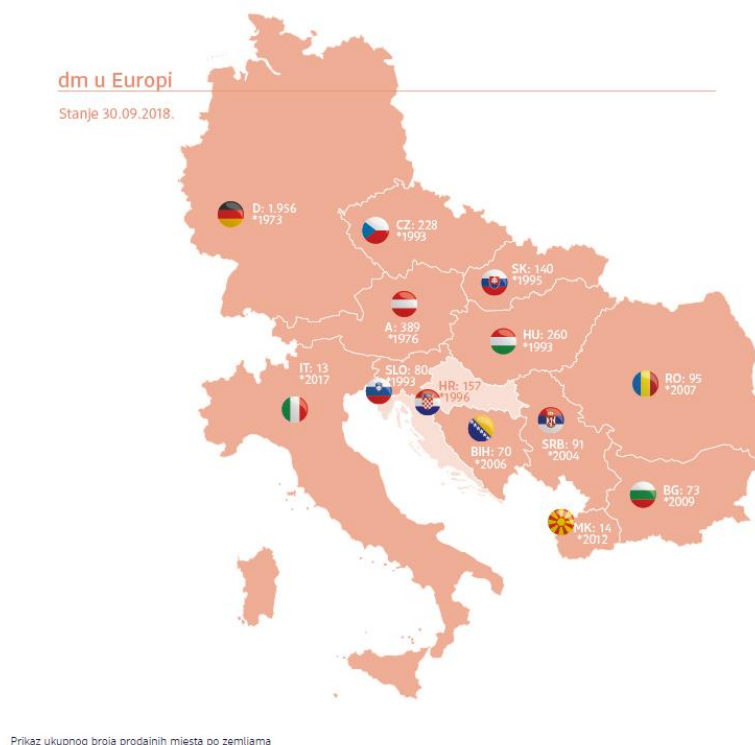 dm u Europi
Stanje 30.09.2018.
D: 1.956
*1973
CZ: 228
*1993
SK: 140
*1995
A: 389
*1976
HU: 260
*1993
IT: 13
*2017
SLO: 80
*1993
HR: 157
*1996
RO: 95
*2007
BIH: 70
*2006
SRB: 91
*2004
BG: 73
*2009
MK: 14
*2012
Prikaz ukupnog broja prodajnih mjesta po zemljama